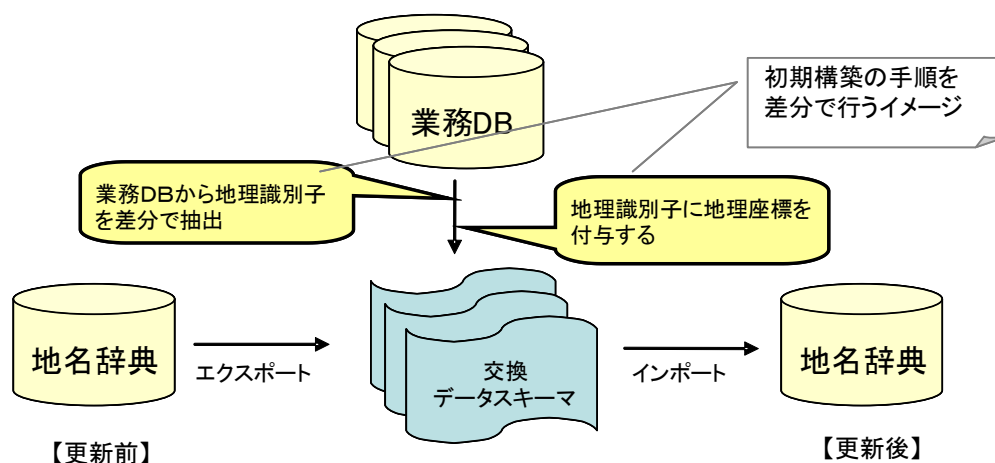 業務DB
初期構築の手順を
差分で行うイメージ
業務DBから地理識別子
を差分で抽出
地理識別子に地理座標を
付与する
地名辞典
エクスポート
交換
データスキーマ
インポート
地名辞典
【更新前】
【更新後】